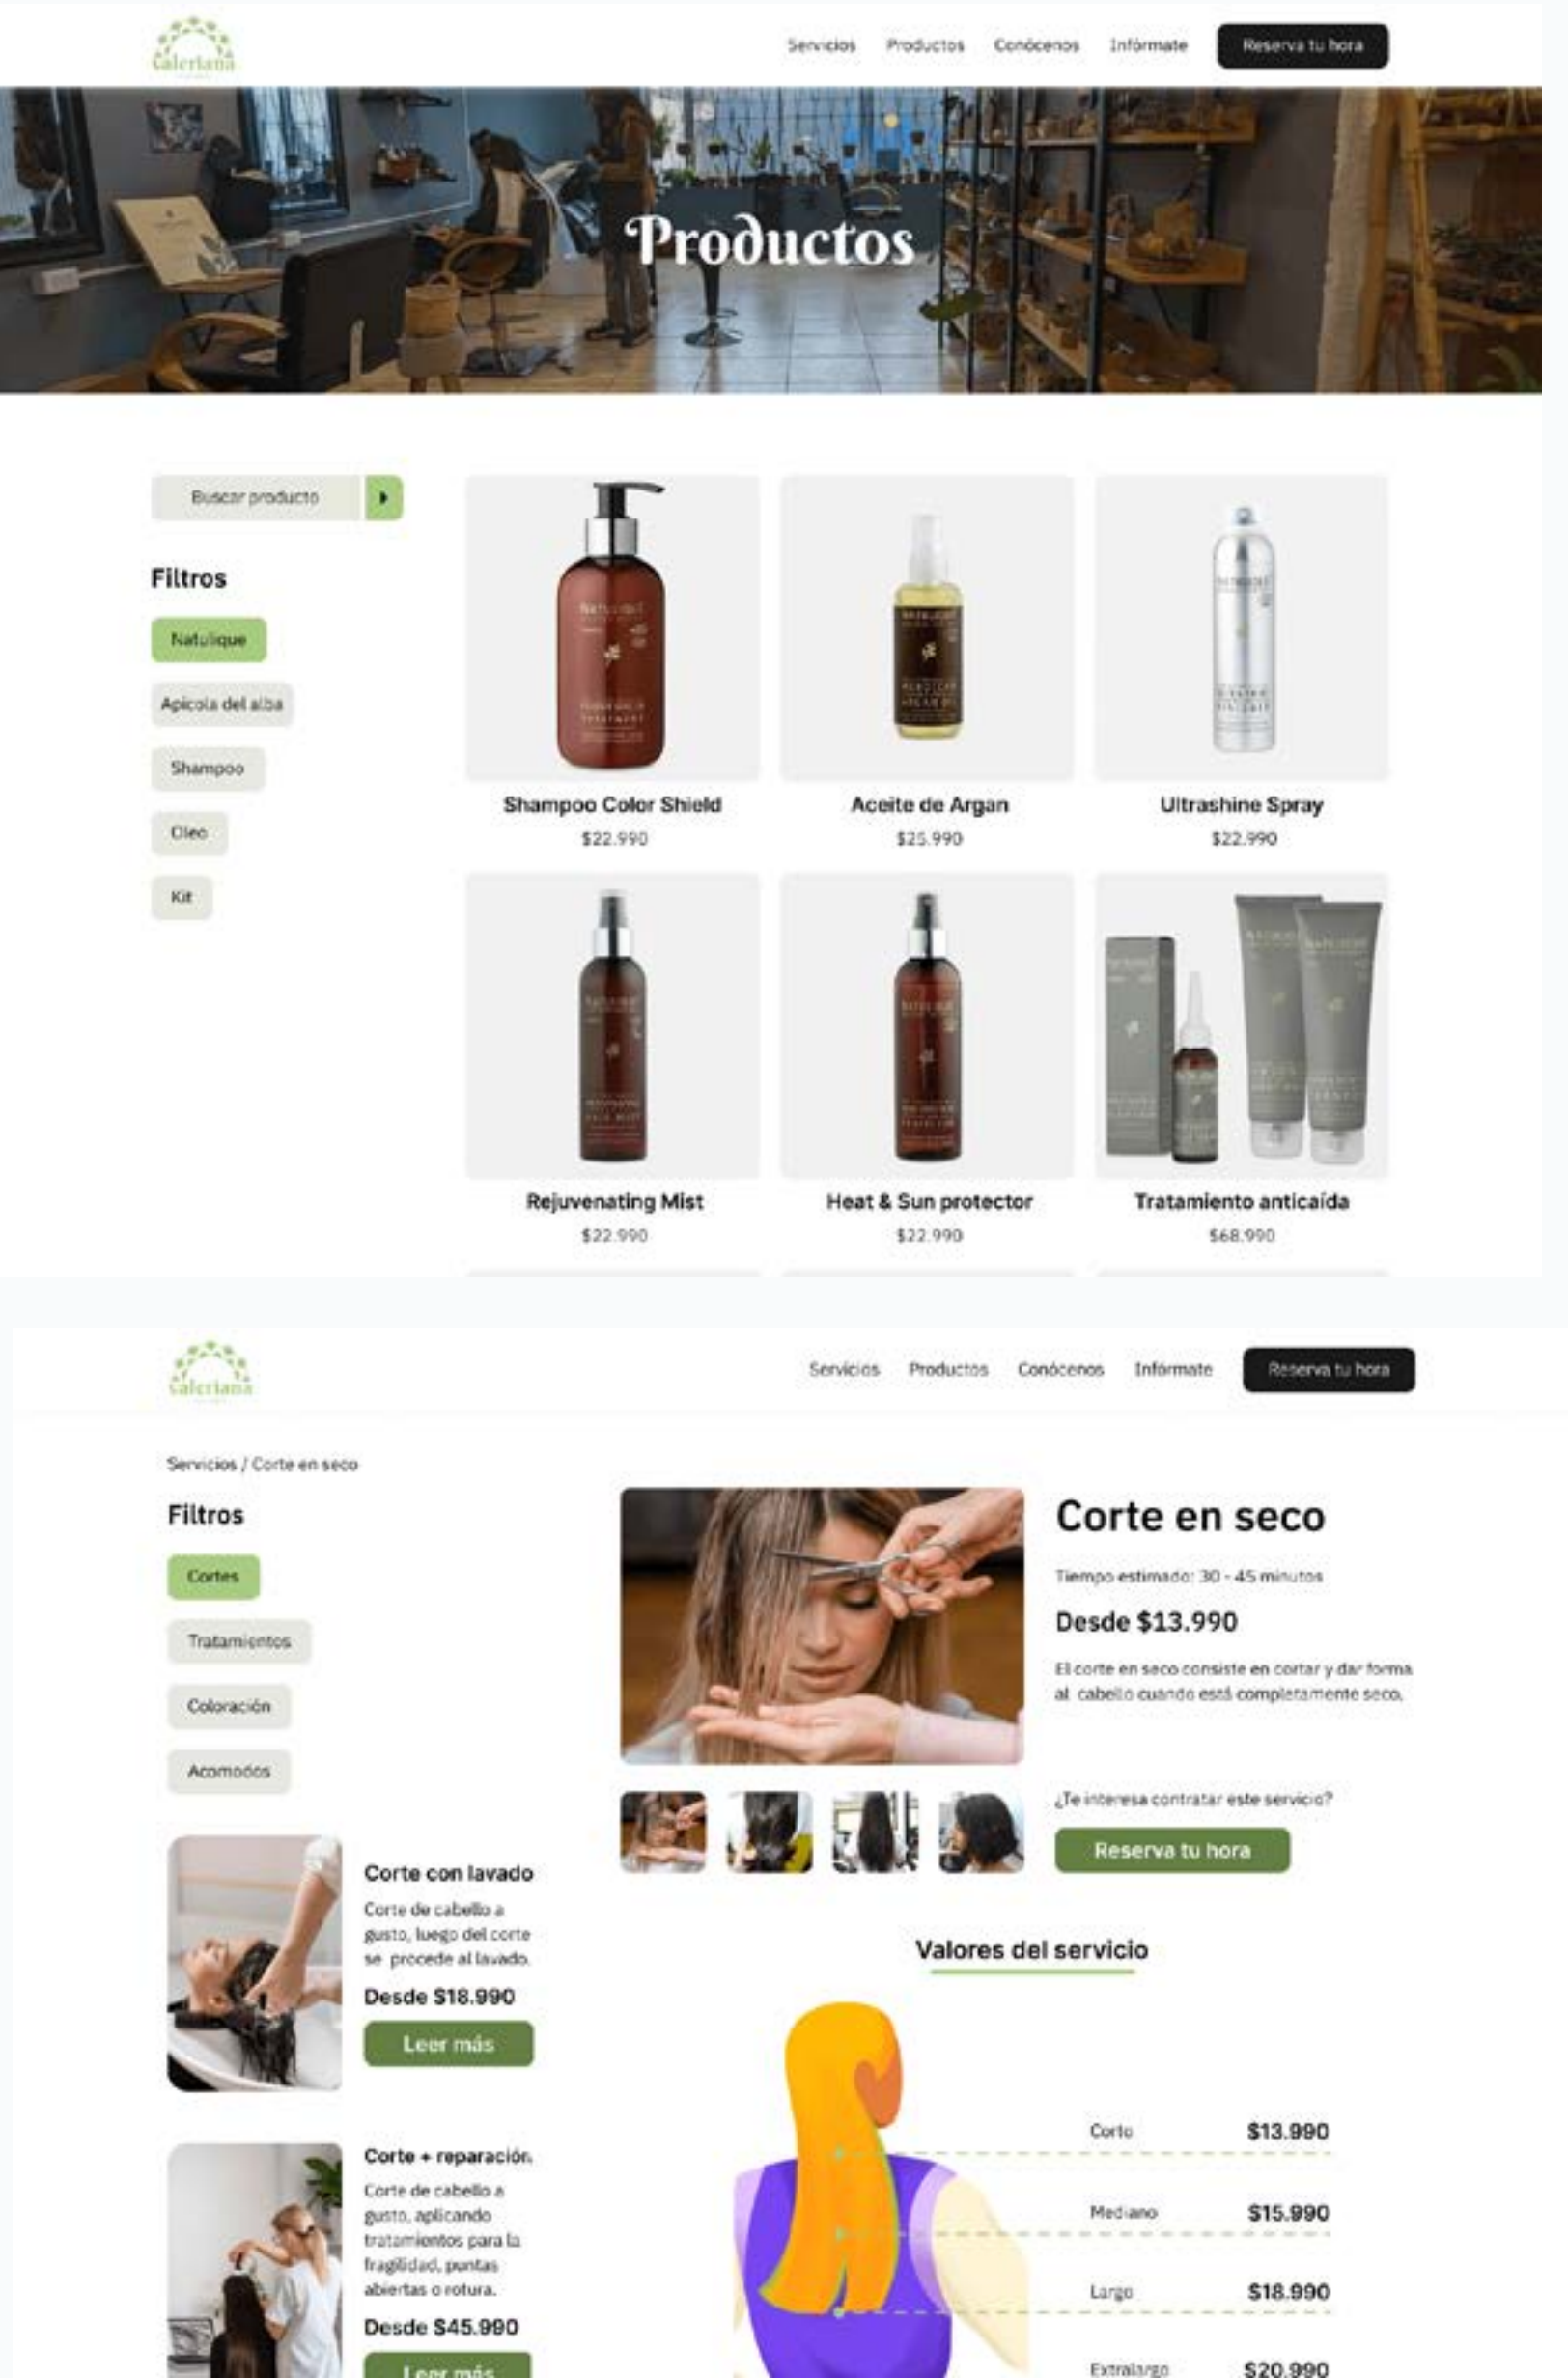 Valeriana
Servicios
Productos
Conócenos
Infórmate
Reserva tu hora
Productos
Buscar producto
Filtros
Natulique
Apicola del alba
Shampoo
Oleo
Kit
Shampoo Color Shield
$22.990
Aceite de Argan
$25.990
Ultrashine Spray
$22.990
Rejuvenating Mist
$22.990
Heat & Sun protector
$22.990
Tratamiento anticaída
$68.990
Valeriana
Servicios
Productos
Conócenos
Infórmate
Reserva tu hora
Servicios / Corte en seco
Filtros
Cortes
Tratamientos
Coloración
Acomodos
Corte con lavado
Corte de cabello a
gusto, luego del corte
se procede al lavado.
Desde $18.990
Leer más
Corte + reparación
Corte de cabello a
gusto, aplicando
tratamientos para la
fragilidad, puntas
abiertas o rotura.
Desde $45.990
Leer más
Corte en seco
Tiempo estimado: 30 - 45 minutos
Desde $13.990
El corte en seco consiste en cortar y dar forma
al cabello cuando está completamente seco.
¿Te interesa contratar este servicio?
Reserva tu hora
Valores del servicio
Corto $13.990
Mediano $15.990
Largo $18.990
Extralargo $20.990